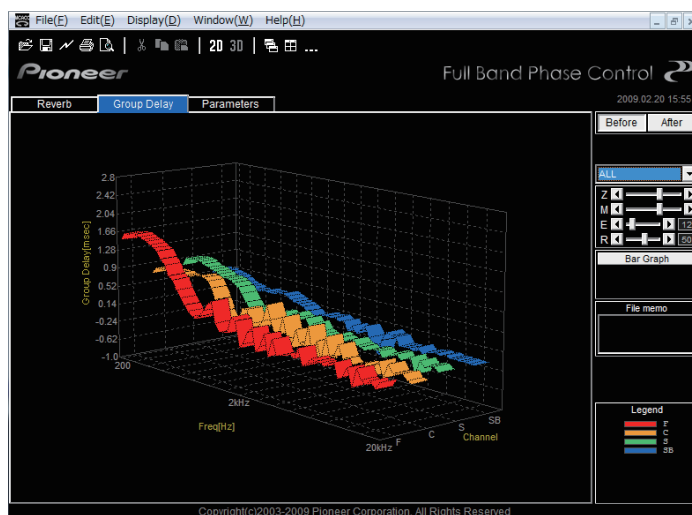 File(F) Edit(E) Display(D) Window(W) Help(H)
2D 3D ...
Pioneer
Full Band Phase Control
Reverb Group Delay Parameters
2009.02.20 15:55
Before After
ALL
Z
M
E 12
R 50
Bar Graph
File memo
2.8
2.42
2.04
1.66
1.28
0.9
0.52
0.14
-0.24
-0.62
-1.0
Group Delay[msec]
200
2kHz
20kHz
Freq[Hz]
F
C
S
SB
Channel
Legend
F
C
S
SB
Copyright(c)2003-2009 Pioneer Corporation. All Rights Reserved